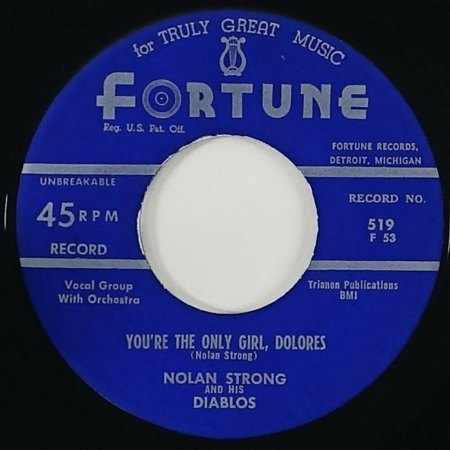 for TRULY GREAT MUSIC
FORTUNE
Reg. U.S. Pat. Off.
FORTUNE RECORDS,
DETROIT, MICHIGAN
UNBREAKABLE
45 RPM
RECORD
RECORD NO.
519
F 53
Vocal Group
With Orchestra
Trianon Publications
BMI
YOU'RE THE ONLY GIRL, DOLORES
(Nolan Strong)
NOLAN STRONG
AND HIS
DIABLOS